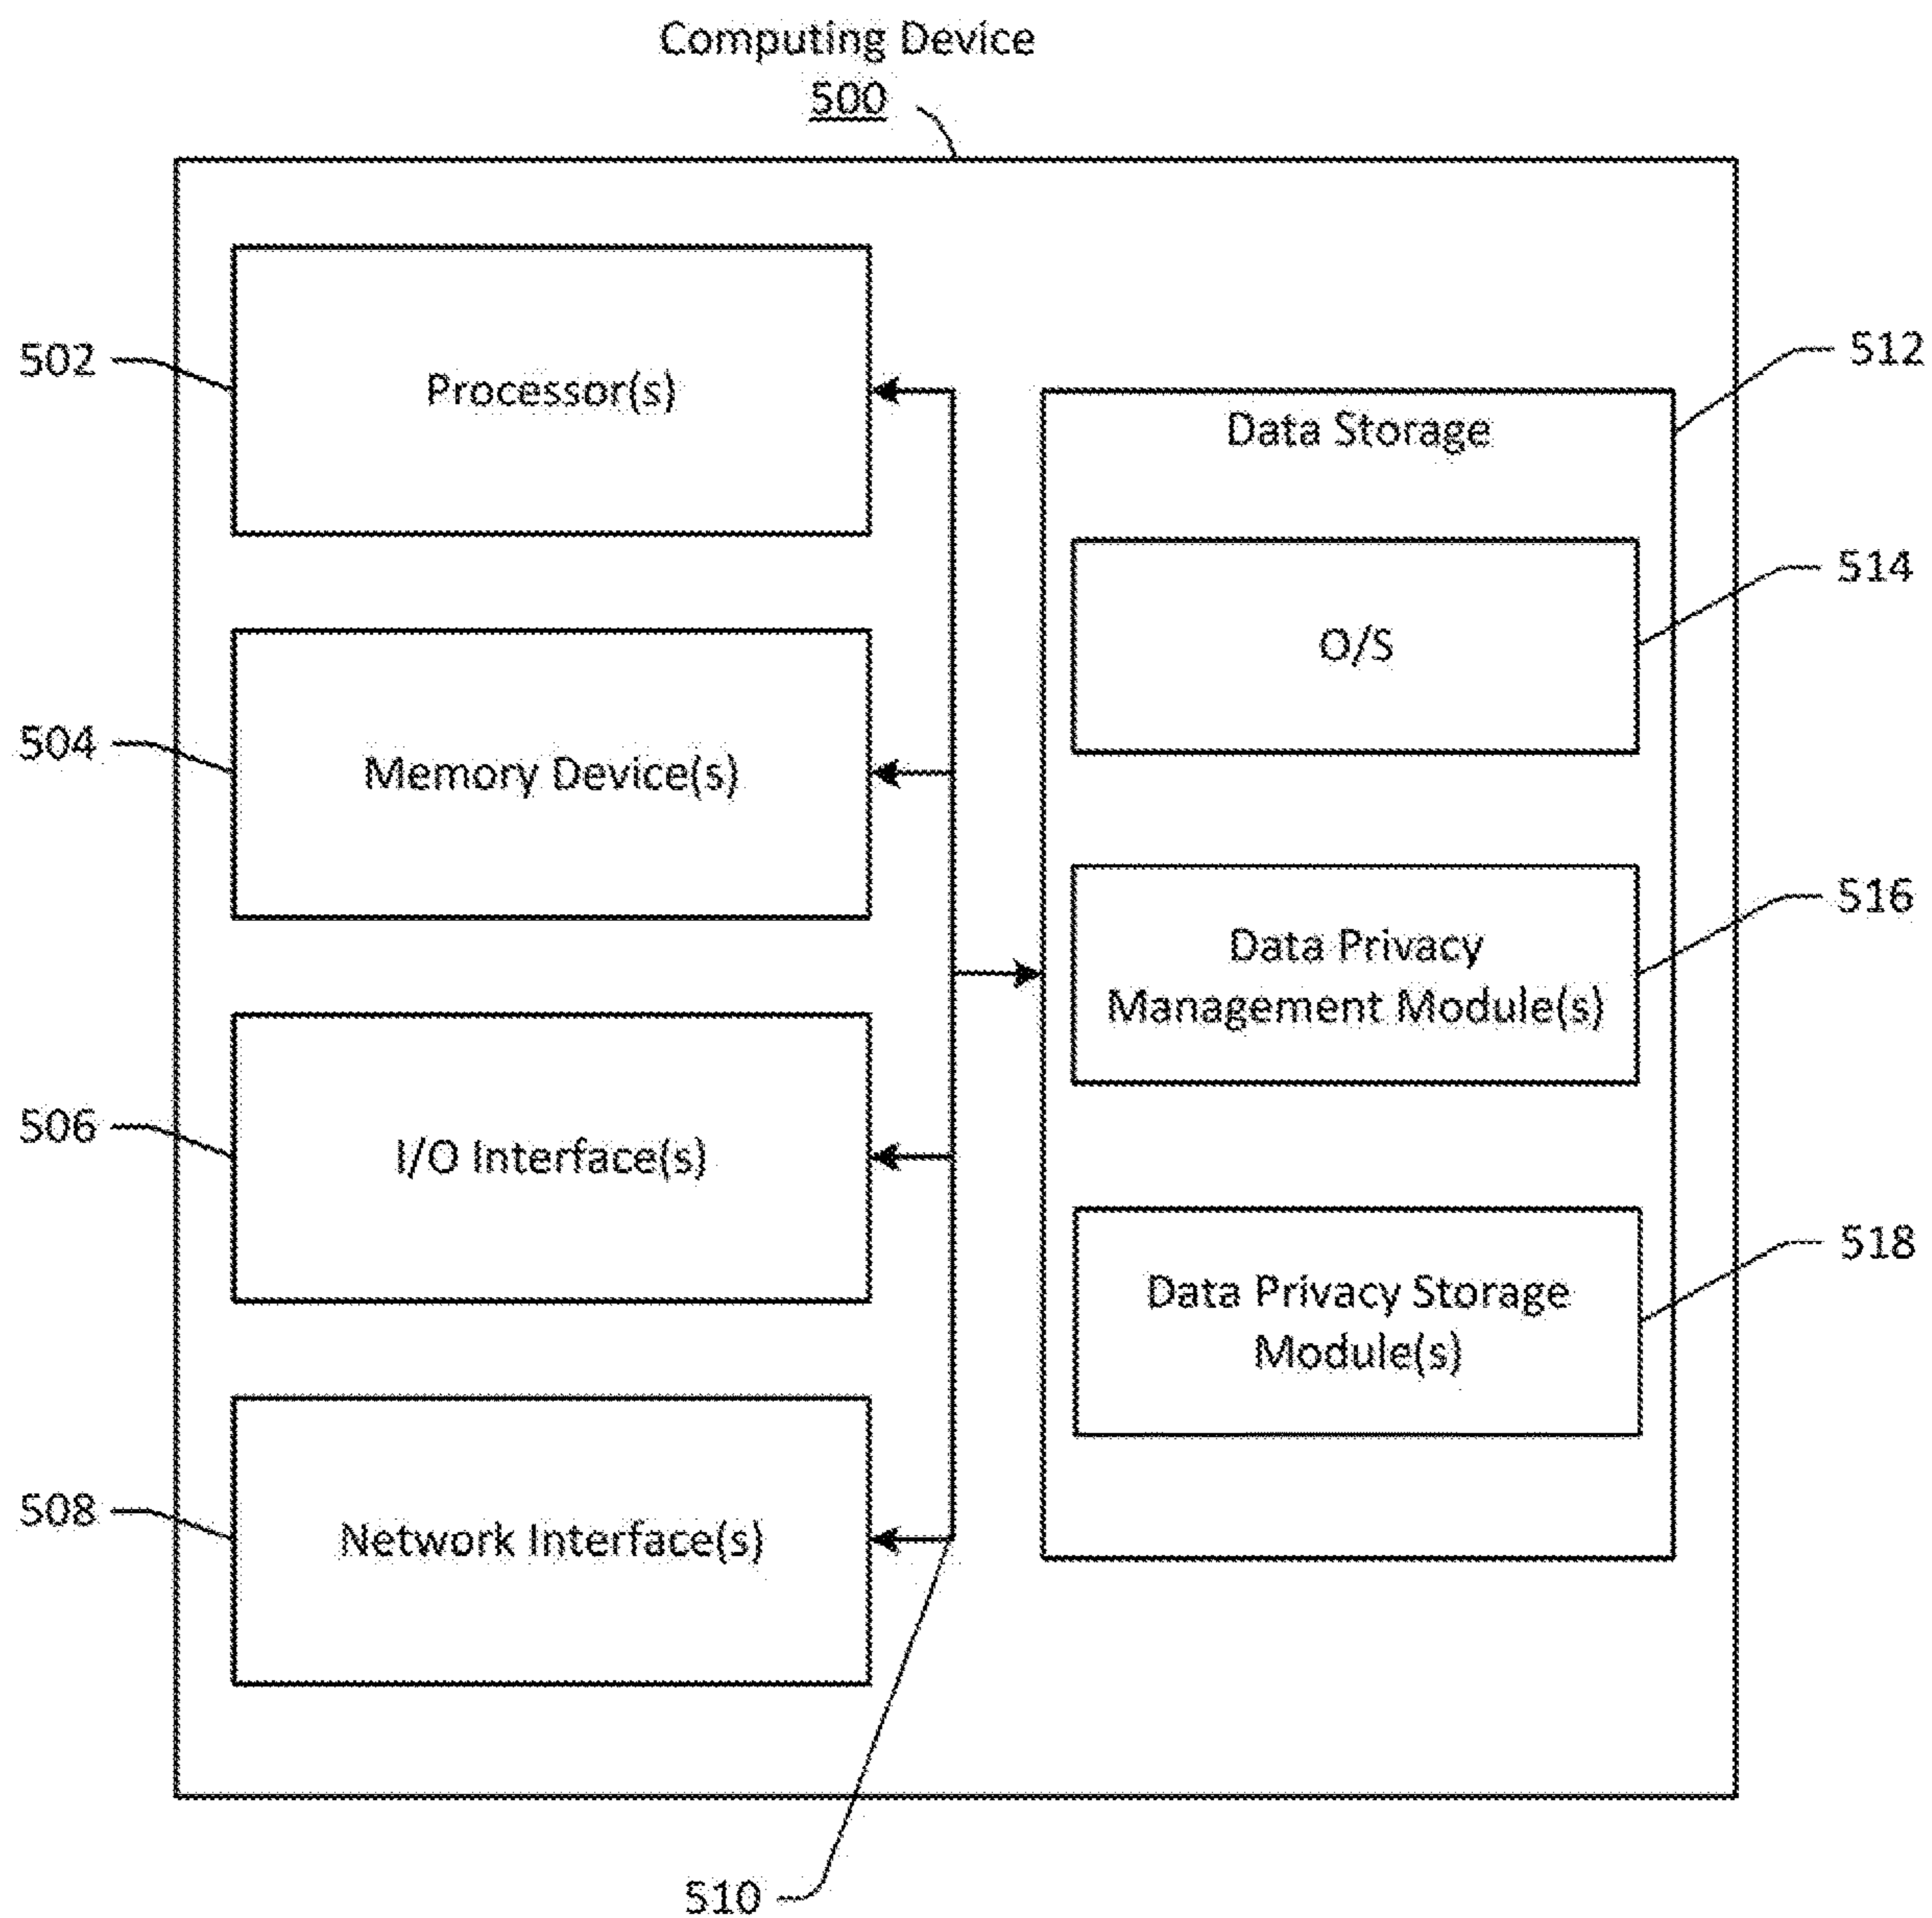 Computing Device
500
502
Processor(s)
504
Memory Device(s)
506
I/O Interface(s)
508
Network Interface(s)
510
512
Data Storage
514
O/S
516
Data Privacy
Management Module(s)
518
Data Privacy Storage
Module(s)